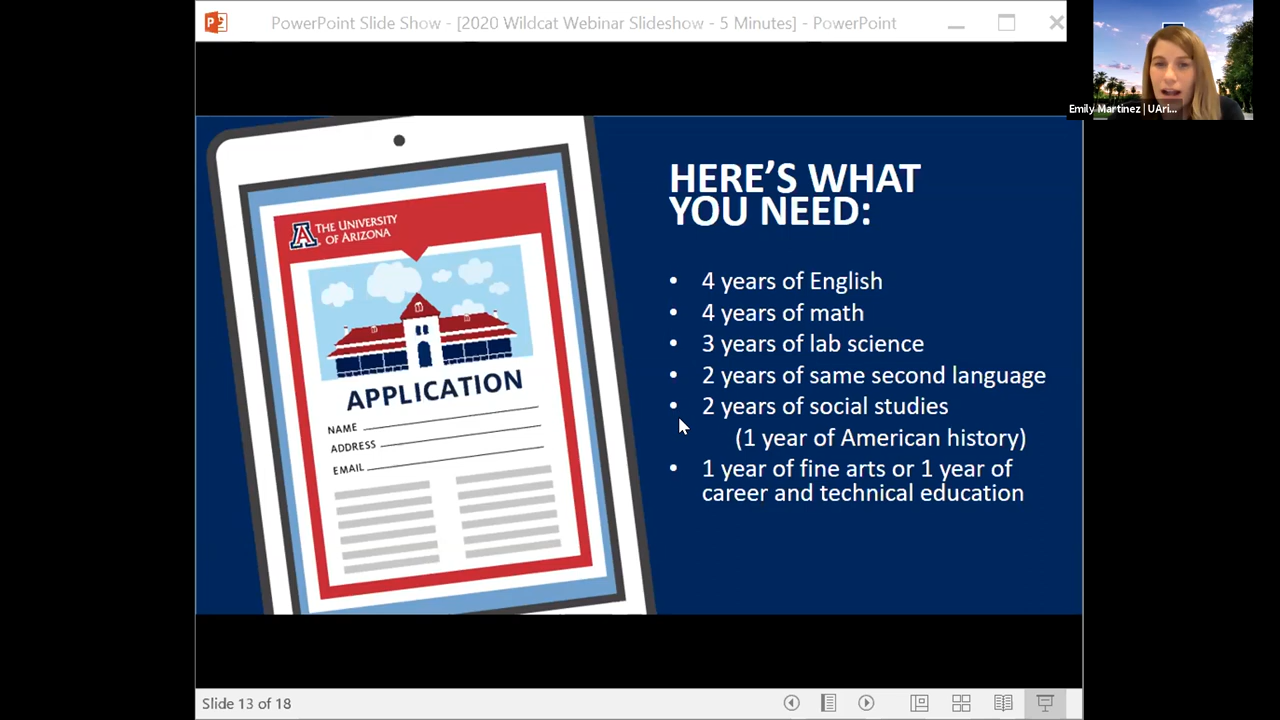 PowerPoint Slide Show - [2020 Wildcat Webinar Slideshow - 5 Minutes] - PowerPoint
Emily Martinez | UAri...
HERE'S WHAT
YOU NEED:
• 4 years of English
• 4 years of math
• 3 years of lab science
• 2 years of same second language
• 2 years of social studies
(1 year of American history)
• 1 year of fine arts or 1 year of
career and technical education
A THE UNIVERSITY
OF ARIZONA
APPLICATION
NAME
ADDRESS
EMAIL
Slide 13 of 18